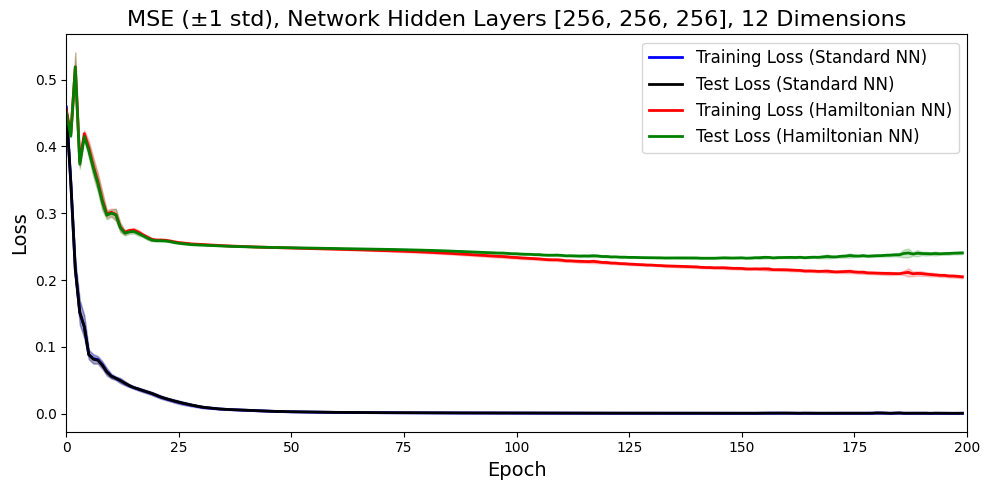 MSE (±1 std), Network Hidden Layers [256, 256, 256], 12 Dimensions
Loss
0.5
0.4
0.3
0.2
0.1
0.0
Training Loss (Standard NN)
Test Loss (Standard NN)
Training Loss (Hamiltonian NN)
Test Loss (Hamiltonian NN)
0 25 50 75 100 125 150 175 200
Epoch